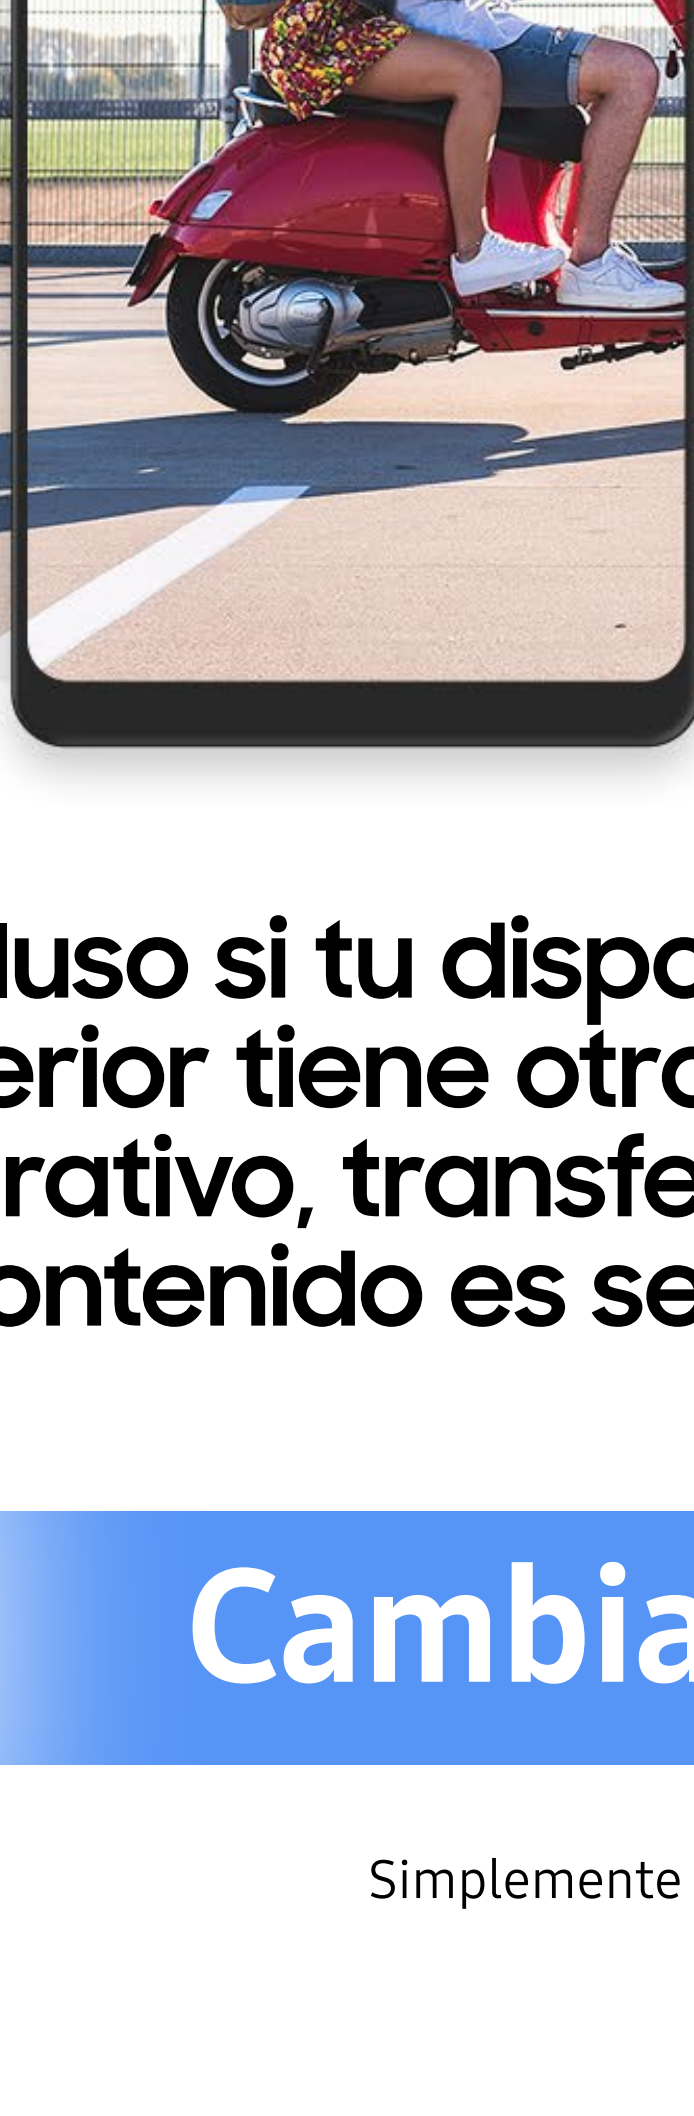 luso si tu dispo
erior tiene otro
rativo, transfe
ontenido es se
Cambia
Simplemente